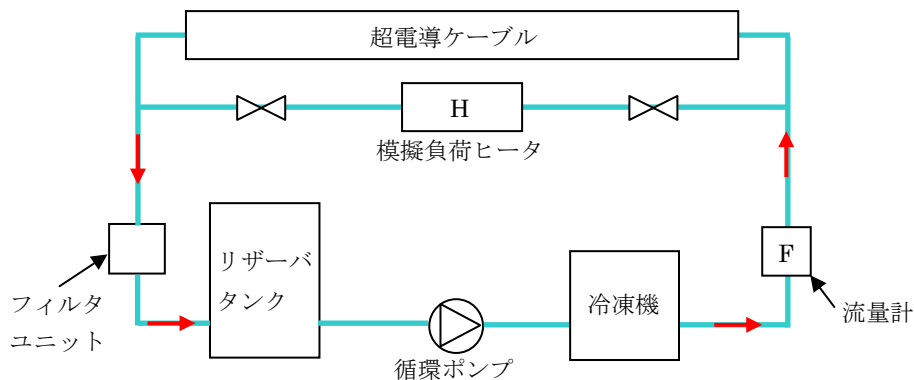 超電導ケーブル
H
模擬負荷ヒータ
リザーバ
タンク
F
冷凍機
フィルタ
ユニット
流量計
循環ポンプ